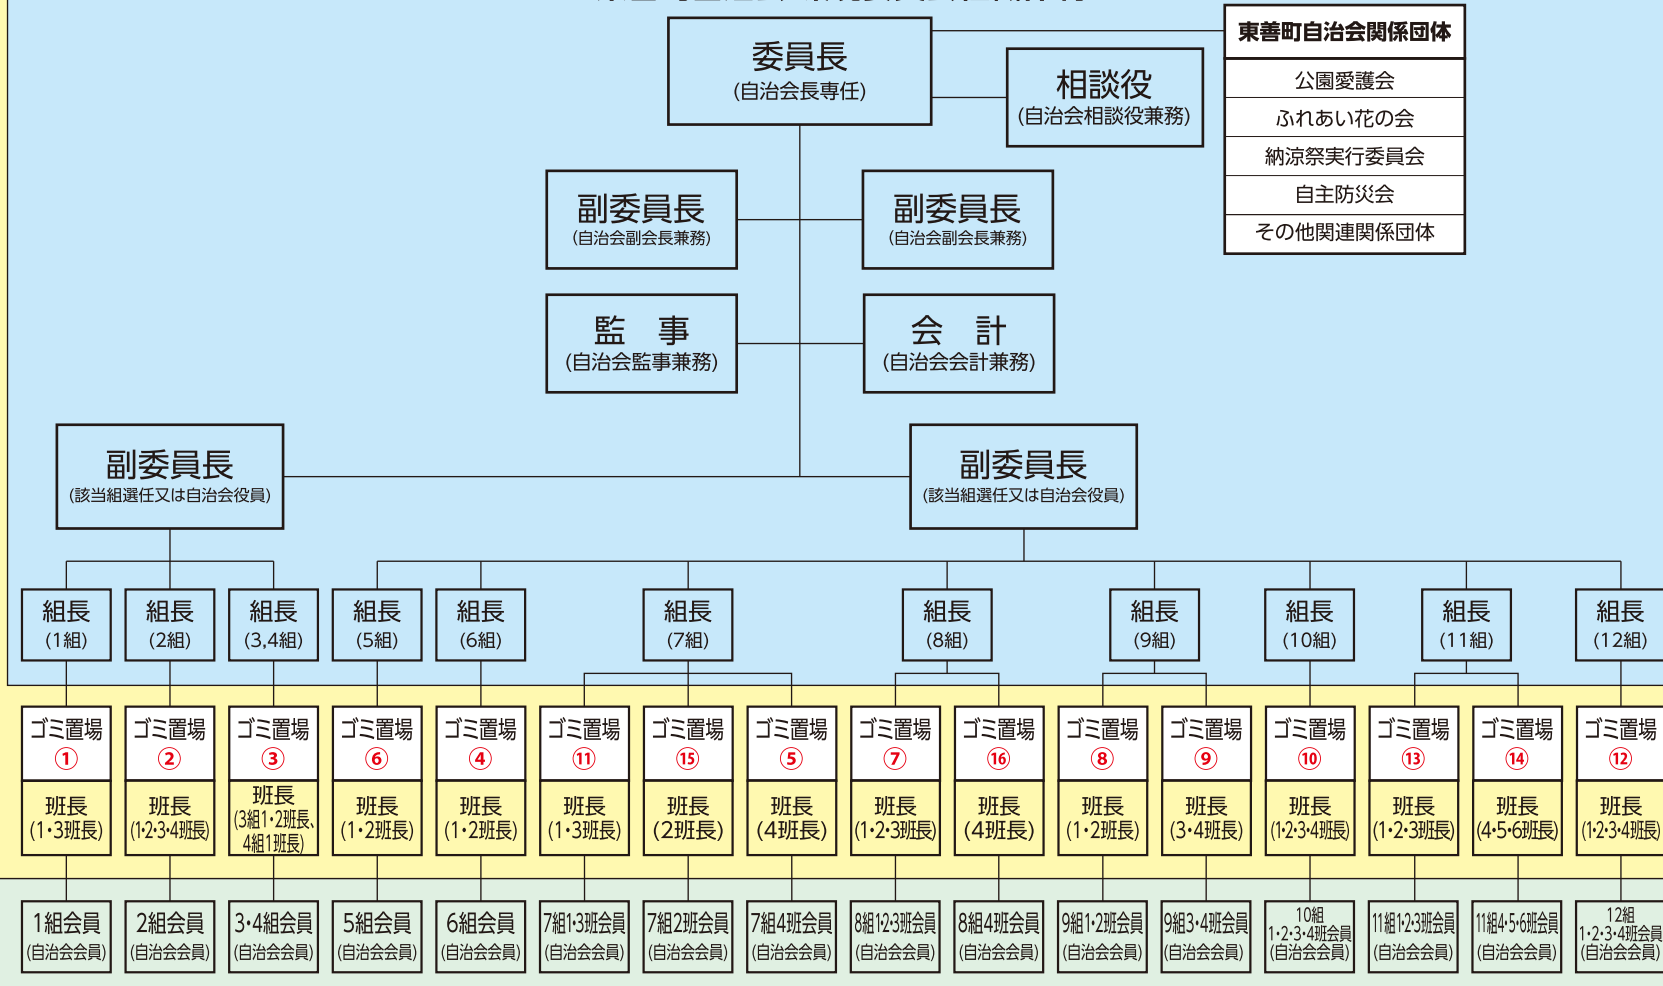 委員長
(自治会長専任)
相談役
(自治会相談役兼務)
東善町自治会関係団体
公園愛護会
ふれあい花の会
納涼祭実行委員会
自主防災会
その他関連関係団体
副委員長
(自治会副会長兼務)
副委員長
(自治会副会長兼務)
監　事
(自治会監事兼務)
会　計
(自治会会計兼務)
副委員長
(該当組選任又は自治会役員)
副委員長
(該当組選任又は自治会役員)
組長
(1組)
組長
(2組)
組長
(3,4組)
組長
(5組)
組長
(6組)
組長
(7組)
組長
(8組)
組長
(9組)
組長
(10組)
組長
(11組)
組長
(12組)
ゴミ置場
①
ゴミ置場
②
ゴミ置場
③
ゴミ置場
⑥
ゴミ置場
④
ゴミ置場
⑪
ゴミ置場
⑮
ゴミ置場
⑤
ゴミ置場
⑦
ゴミ置場
⑯
ゴミ置場
⑧
ゴミ置場
⑨
ゴミ置場
⑩
ゴミ置場
⑬
ゴミ置場
⑭
ゴミ置場
⑫
班長
(1・3班長)
班長
(1・2・3・4班長)
班長
(3組1・2班長、
4組1班長)
班長
(1・2班長)
班長
(1・2班長)
班長
(1・3班長)
班長
(2班長)
班長
(4班長)
班長
(1・2・3班長)
班長
(4班長)
班長
(1・2班長)
班長
(3・4班長)
班長
(1・2・3・4班長)
班長
(1・2・3班長)
班長
(4・5・6班長)
班長
(1・2・3・4班長)
1組会員
(自治会会員)
2組会員
(自治会会員)
3・4組会員
(自治会会員)
5組会員
(自治会会員)
6組会員
(自治会会員)
7組1・3班会員
(自治会会員)
7組2班会員
(自治会会員)
7組4班会員
(自治会会員)
8組1・2・3班会員
(自治会会員)
8組4班会員
(自治会会員)
9組1・2班会員
(自治会会員)
9組3・4班会員
(自治会会員)
10組
1・2・3・4班会員
(自治会会員)
11組1・2・3班会員
(自治会会員)
11組4・5・6班会員
(自治会会員)
12組
1・2・3・4班会員
(自治会会員)